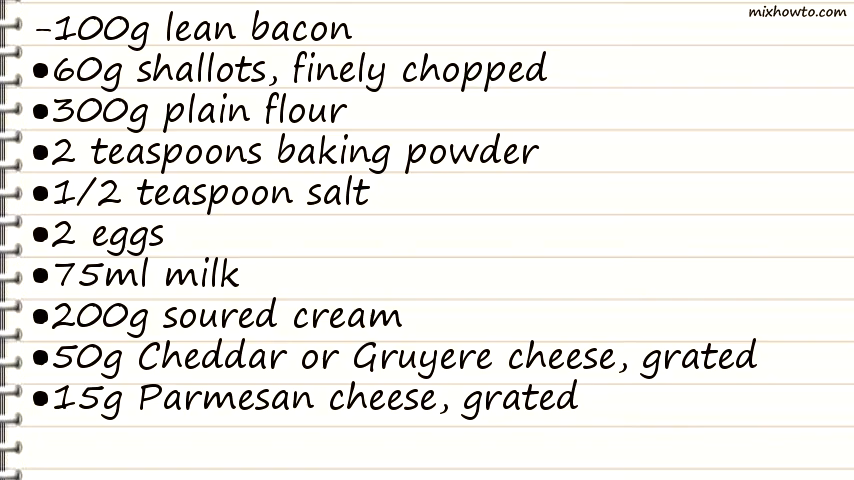 mixhowto.com
-100g lean bacon
•60g shallots, finely chopped
•300g plain flour
•2 teaspoons baking powder
•1/2 teaspoon salt
•2 eggs
•75ml milk
•200g soured cream
•50g Cheddar or Gruyere cheese, grated
•15g Parmesan cheese, grated